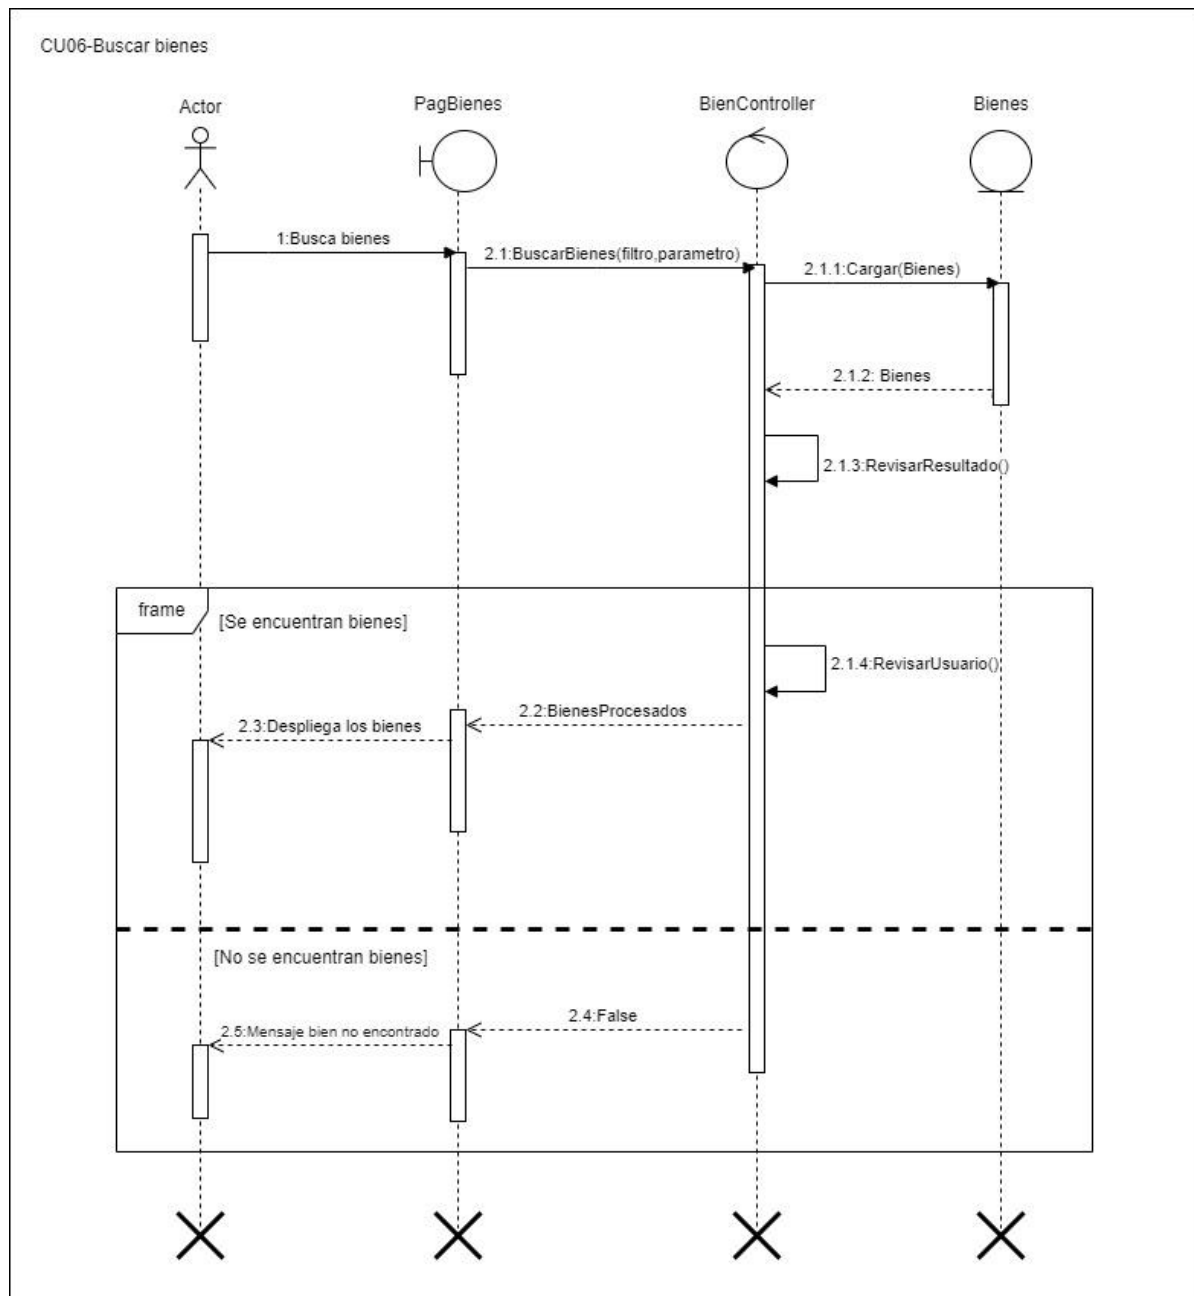 CU06-Buscar bienes
Actor
PagBienes
BienController
Bienes
1:Busca bienes
2.1:BuscarBienes(filtro,parametro)
2.1.1:Cargar(Bienes)
2.1.2: Bienes
2.1.3:RevisarResultado()
frame
[Se encuentran bienes]
2.1.4:RevisarUsuario()
2.2:BienesProcesados
2.3:Despliega los bienes
[No se encuentran bienes]
2.4:False
2.5:Mensaje bien no encontrado